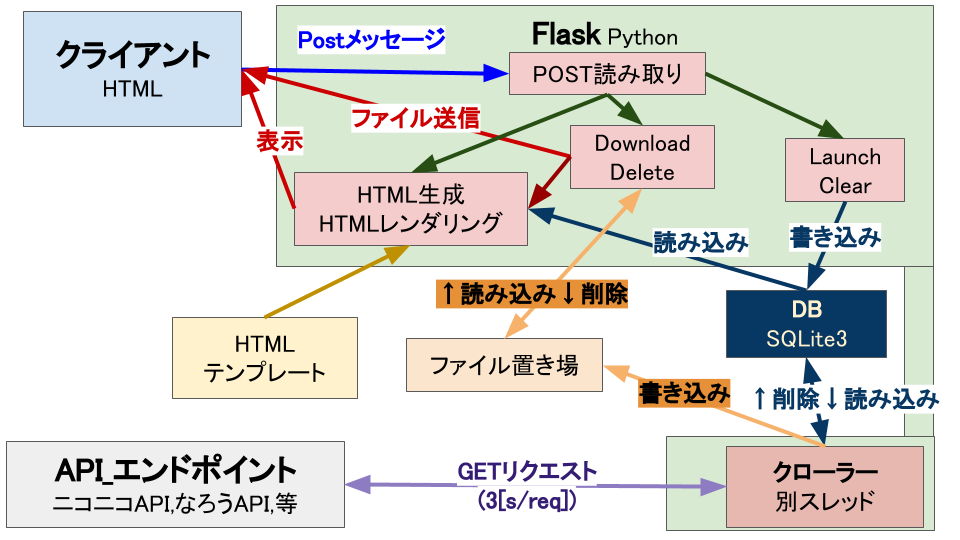 クライアント
HTML
Postメッセージ
Flask Python
POST読み取り
ファイル送信
表示
Download
Delete
Launch
Clear
HTML生成
HTMLレンダリング
読み込み
書き込み
↑読み込み↓削除
DB
SQLite3
HTML
テンプレート
ファイル置き場
書き込み
↑削除↓読み込み
API_エンドポイント
ニコニコAPI,なろうAPI,等
GETリクエスト
(3[s/req])
クローラー
別スレッド